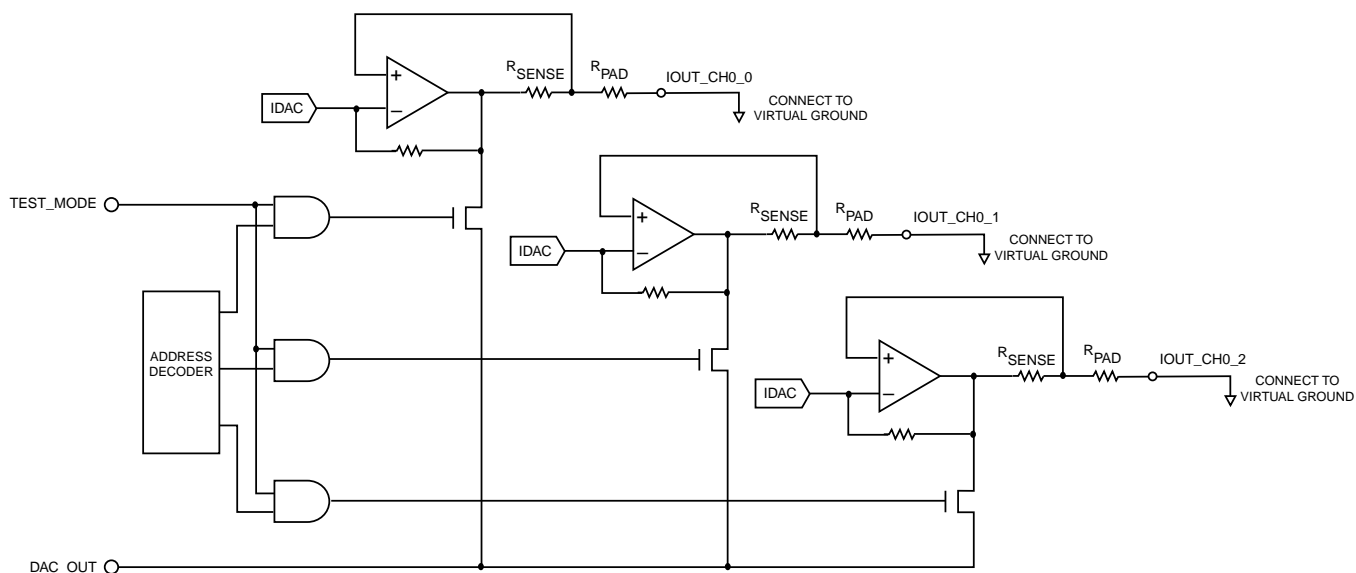 R
SENSE
R
PAD
IOUT_CH0_0
IDAC
+
−
CONNECT TO
VIRTUAL GROUND
TEST_MODE
R
SENSE
R
PAD
IOUT_CH0_1
IDAC
+
−
CONNECT TO
VIRTUAL GROUND
ADDRESS
DECODER
R
SENSE
R
PAD
IOUT_CH0_2
IDAC
+
−
CONNECT TO
VIRTUAL GROUND
DAC_OUT